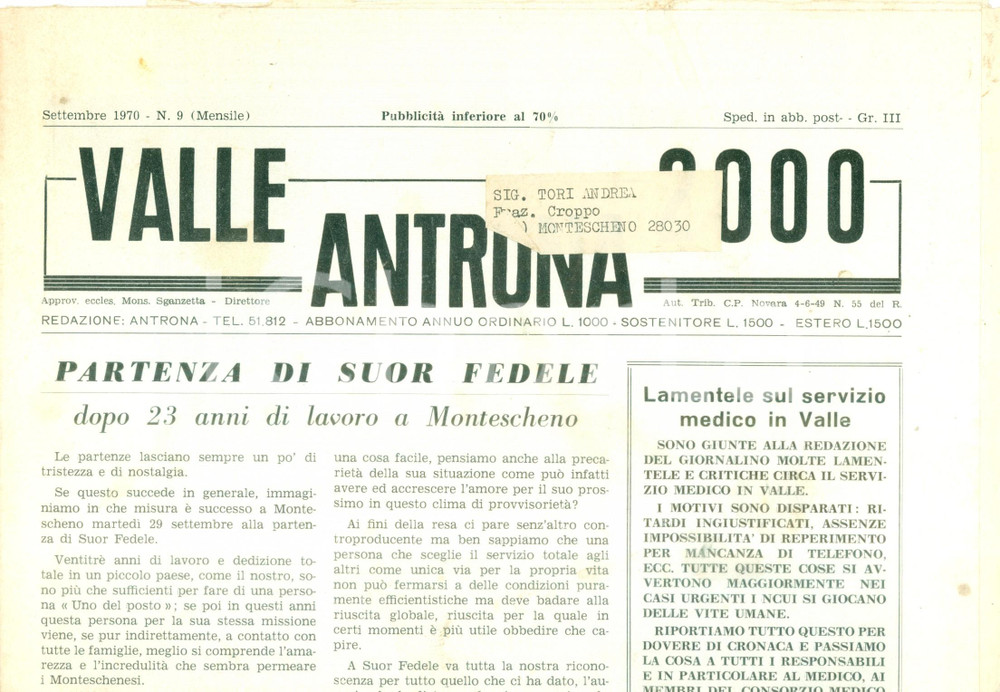 Settembre 1970 - N. 9 (Mensile)
Pubblicità inferiore al 70%
Sped. in abb. post- - Gr. III
VALLE
ANTRONA
SIG. TORI ANDREA
Fraz. Croppo
) MONTESCHENO 28030
Approv. eccles. Mons. Sganzetta - Direttore
Aut. Trib. C.P. Novara 4-6-49 N. 55 del R.
REDAZIONE: ANTRONA - TEL. 51.812 - ABBONAMENTO ANNUO ORDINARIO L. 1000 - SOSTENITORE L. 1500 - ESTERO L.1500
PARTENZA DI SUOR FEDELE
dopo 23 anni di lavoro a Montescheno
Le partenze lasciano sempre un po' di
tristezza e di nostalgia.
Se questo succede in generale, immagi-
niamo in che misura è successo a Monte-
scheno martedì 29 settembre alla parten-
za di Suor Fedele.
Ventitrè anni di lavoro e dedizione to-
tale in un piccolo paese, come il nostro, so-
no più che sufficienti per fare di una perso-
na « Uno del posto »; se poi in questi anni
questa persona per la sua stessa missione
viene, se pur indirettamente, a contatto con
tutte le famiglie, meglio si comprende l'ama-
rezza e l'incredulità che sembra permeare
i Monteschenesi.
una cosa facile, pensiamo anche alla preca-
rietà della sua situazione come può infatti
avere ed accrescere l'amore per il suo pros-
simo in questo clima di provvisorietà?
Ai fini della resa ci pare senz'altro con-
troproducente ma ben sappiamo che una
persona che sceglie il servizio totale agli
altri come unica via per la propria vita
non può fermarsi a delle condizioni pura-
mente efficientistiche ma deve badare alla
riuscita globale, riuscita per la quale in
certi momenti è più utile obbedire che ca-
pire.
A Suor Fedele va tutta la nostra ricono-
scenza per tutto quello che ci ha dato, l'au-
Lamentele sul servizio
medico in Valle
SONO GIUNTE ALLA REDAZIONE
DEL GIORNALINO MOLTE LAMEN-
TELE E CRITICHE CIRCA IL SERVI-
ZIO MEDICO IN VALLE.
I MOTIVI SONO DISPARATI: RI-
TARDI INGIUSTIFICATI, ASSENZE
IMPOSSIBILITA' DI REPERIMENTO
PER MANCANZA DI TELEFONO,
ECC. TUTTE QUESTE COSE SI AV-
VERTONO MAGGIORMENTE NEI
CASI URGENTI I NCUI SI GIOCANO
DELLE VITE UMANE.
RIPORTIAMO TUTTO QUESTO PER
DOVERE DI CRONACA E PASSIAMO
LA COSA A TUTTI I RESPONSABILI
E IN PARTICOLARE AL MEDICO, AI
MEMBRI DEL CONSORZIO MEDICO